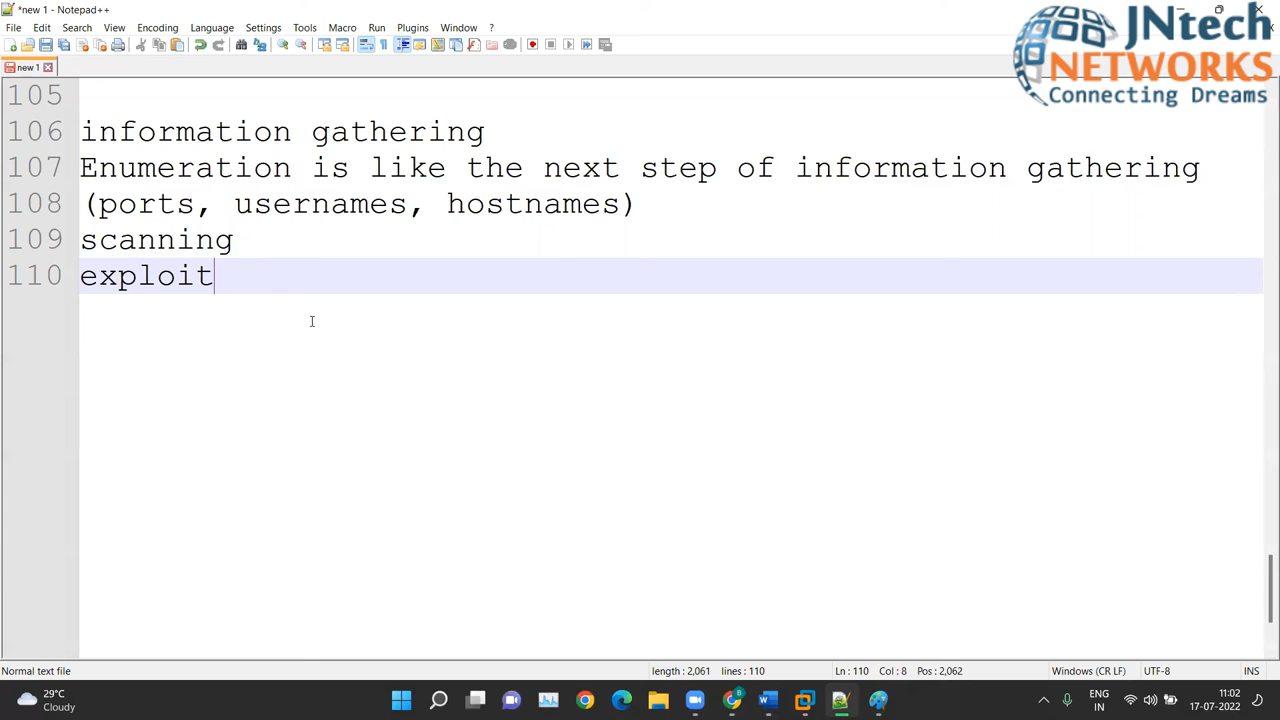 *new 1 - Notepad++
File Edit Search View Encoding Language Settings Tools Macro Run Plugins Window ?
new 1
JNtech
NETWORKS
Connecting Dreams
105
106 information gathering
107 Enumeration is like the next step of information gathering
108 (ports, usernames, hostnames)
109 scanning
110 exploit
Normal text file length : 2,061 lines : 110 Ln : 110 Col : 8 Pos : 2,062 Windows (CR LF) UTF-8 INS
29°C
Cloudy
8
ENG
IN
11:02
17-07-2022